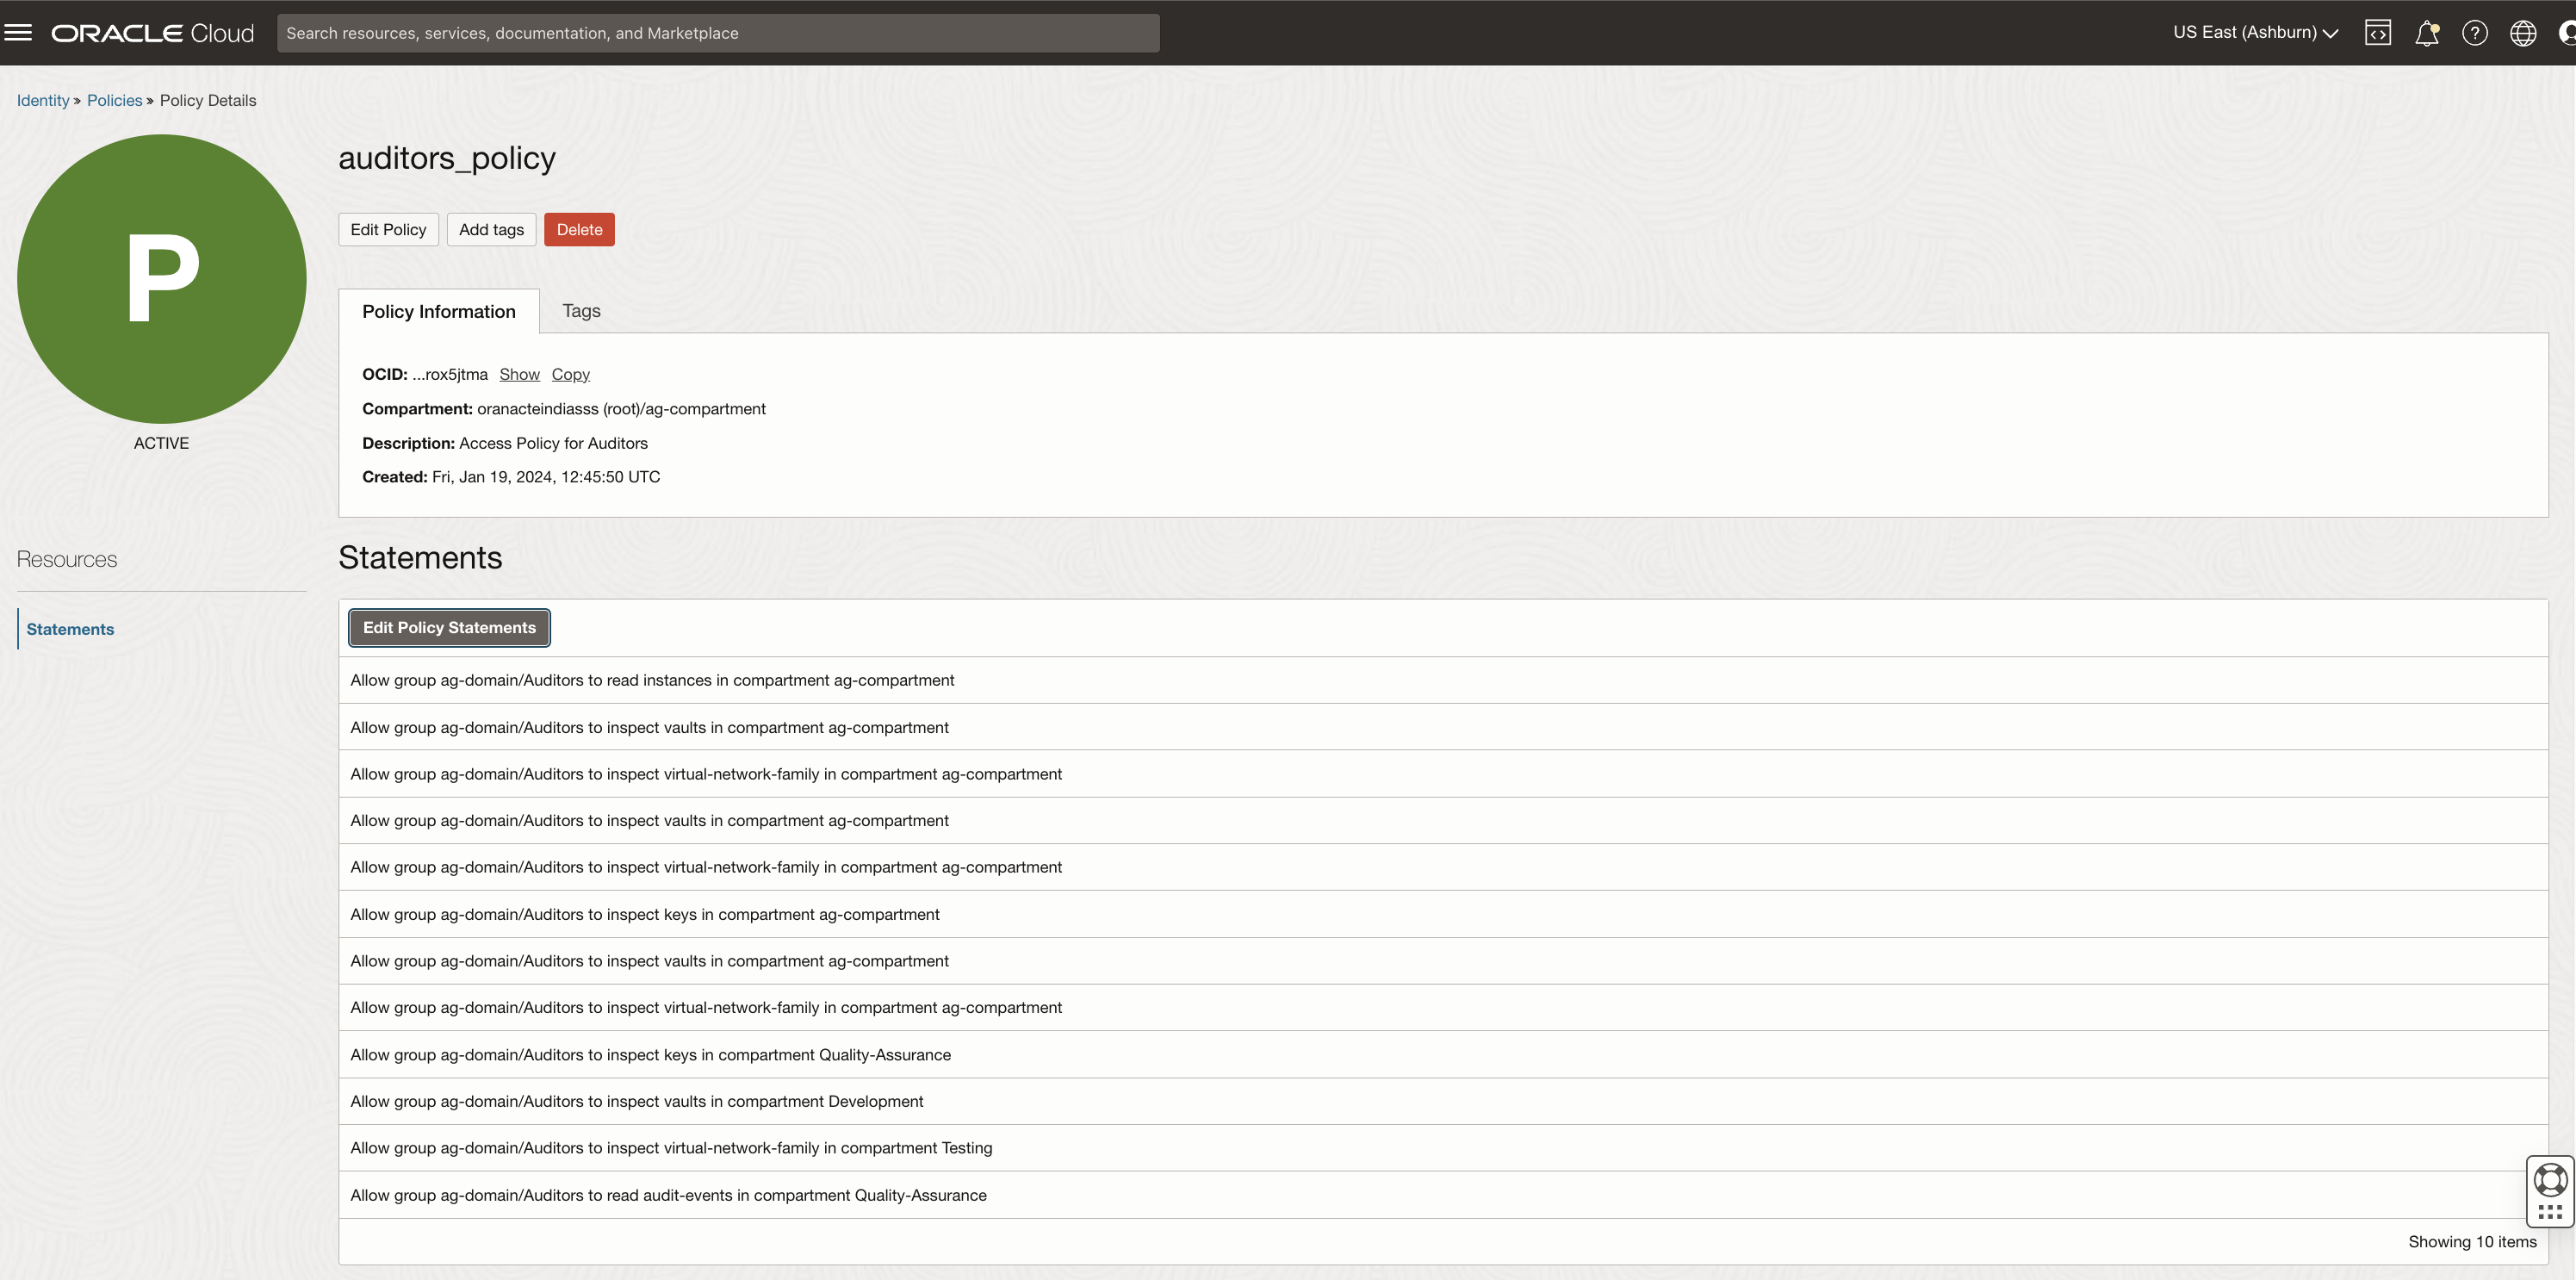 ORACLE Cloud
Search resources, services, documentation, and Marketplace
US East (Ashburn)
Identity » Policies » Policy Details
P
ACTIVE
auditors_policy
Edit Policy
Add tags
Delete
Policy Information
Tags
OCID: ...rox5jtma Show Copy
Compartment: oranacteindiasss (root)/ag-compartment
Description: Access Policy for Auditors
Created: Fri, Jan 19, 2024, 12:45:50 UTC
Resources
Statements
Statements
Edit Policy Statements
Allow group ag-domain/Auditors to read instances in compartment ag-compartment
Allow group ag-domain/Auditors to inspect vaults in compartment ag-compartment
Allow group ag-domain/Auditors to inspect virtual-network-family in compartment ag-compartment
Allow group ag-domain/Auditors to inspect vaults in compartment ag-compartment
Allow group ag-domain/Auditors to inspect virtual-network-family in compartment ag-compartment
Allow group ag-domain/Auditors to inspect keys in compartment ag-compartment
Allow group ag-domain/Auditors to inspect vaults in compartment ag-compartment
Allow group ag-domain/Auditors to inspect virtual-network-family in compartment ag-compartment
Allow group ag-domain/Auditors to inspect keys in compartment Quality-Assurance
Allow group ag-domain/Auditors to inspect vaults in compartment Development
Allow group ag-domain/Auditors to inspect virtual-network-family in compartment Testing
Allow group ag-domain/Auditors to read audit-events in compartment Quality-Assurance
Showing 10 items